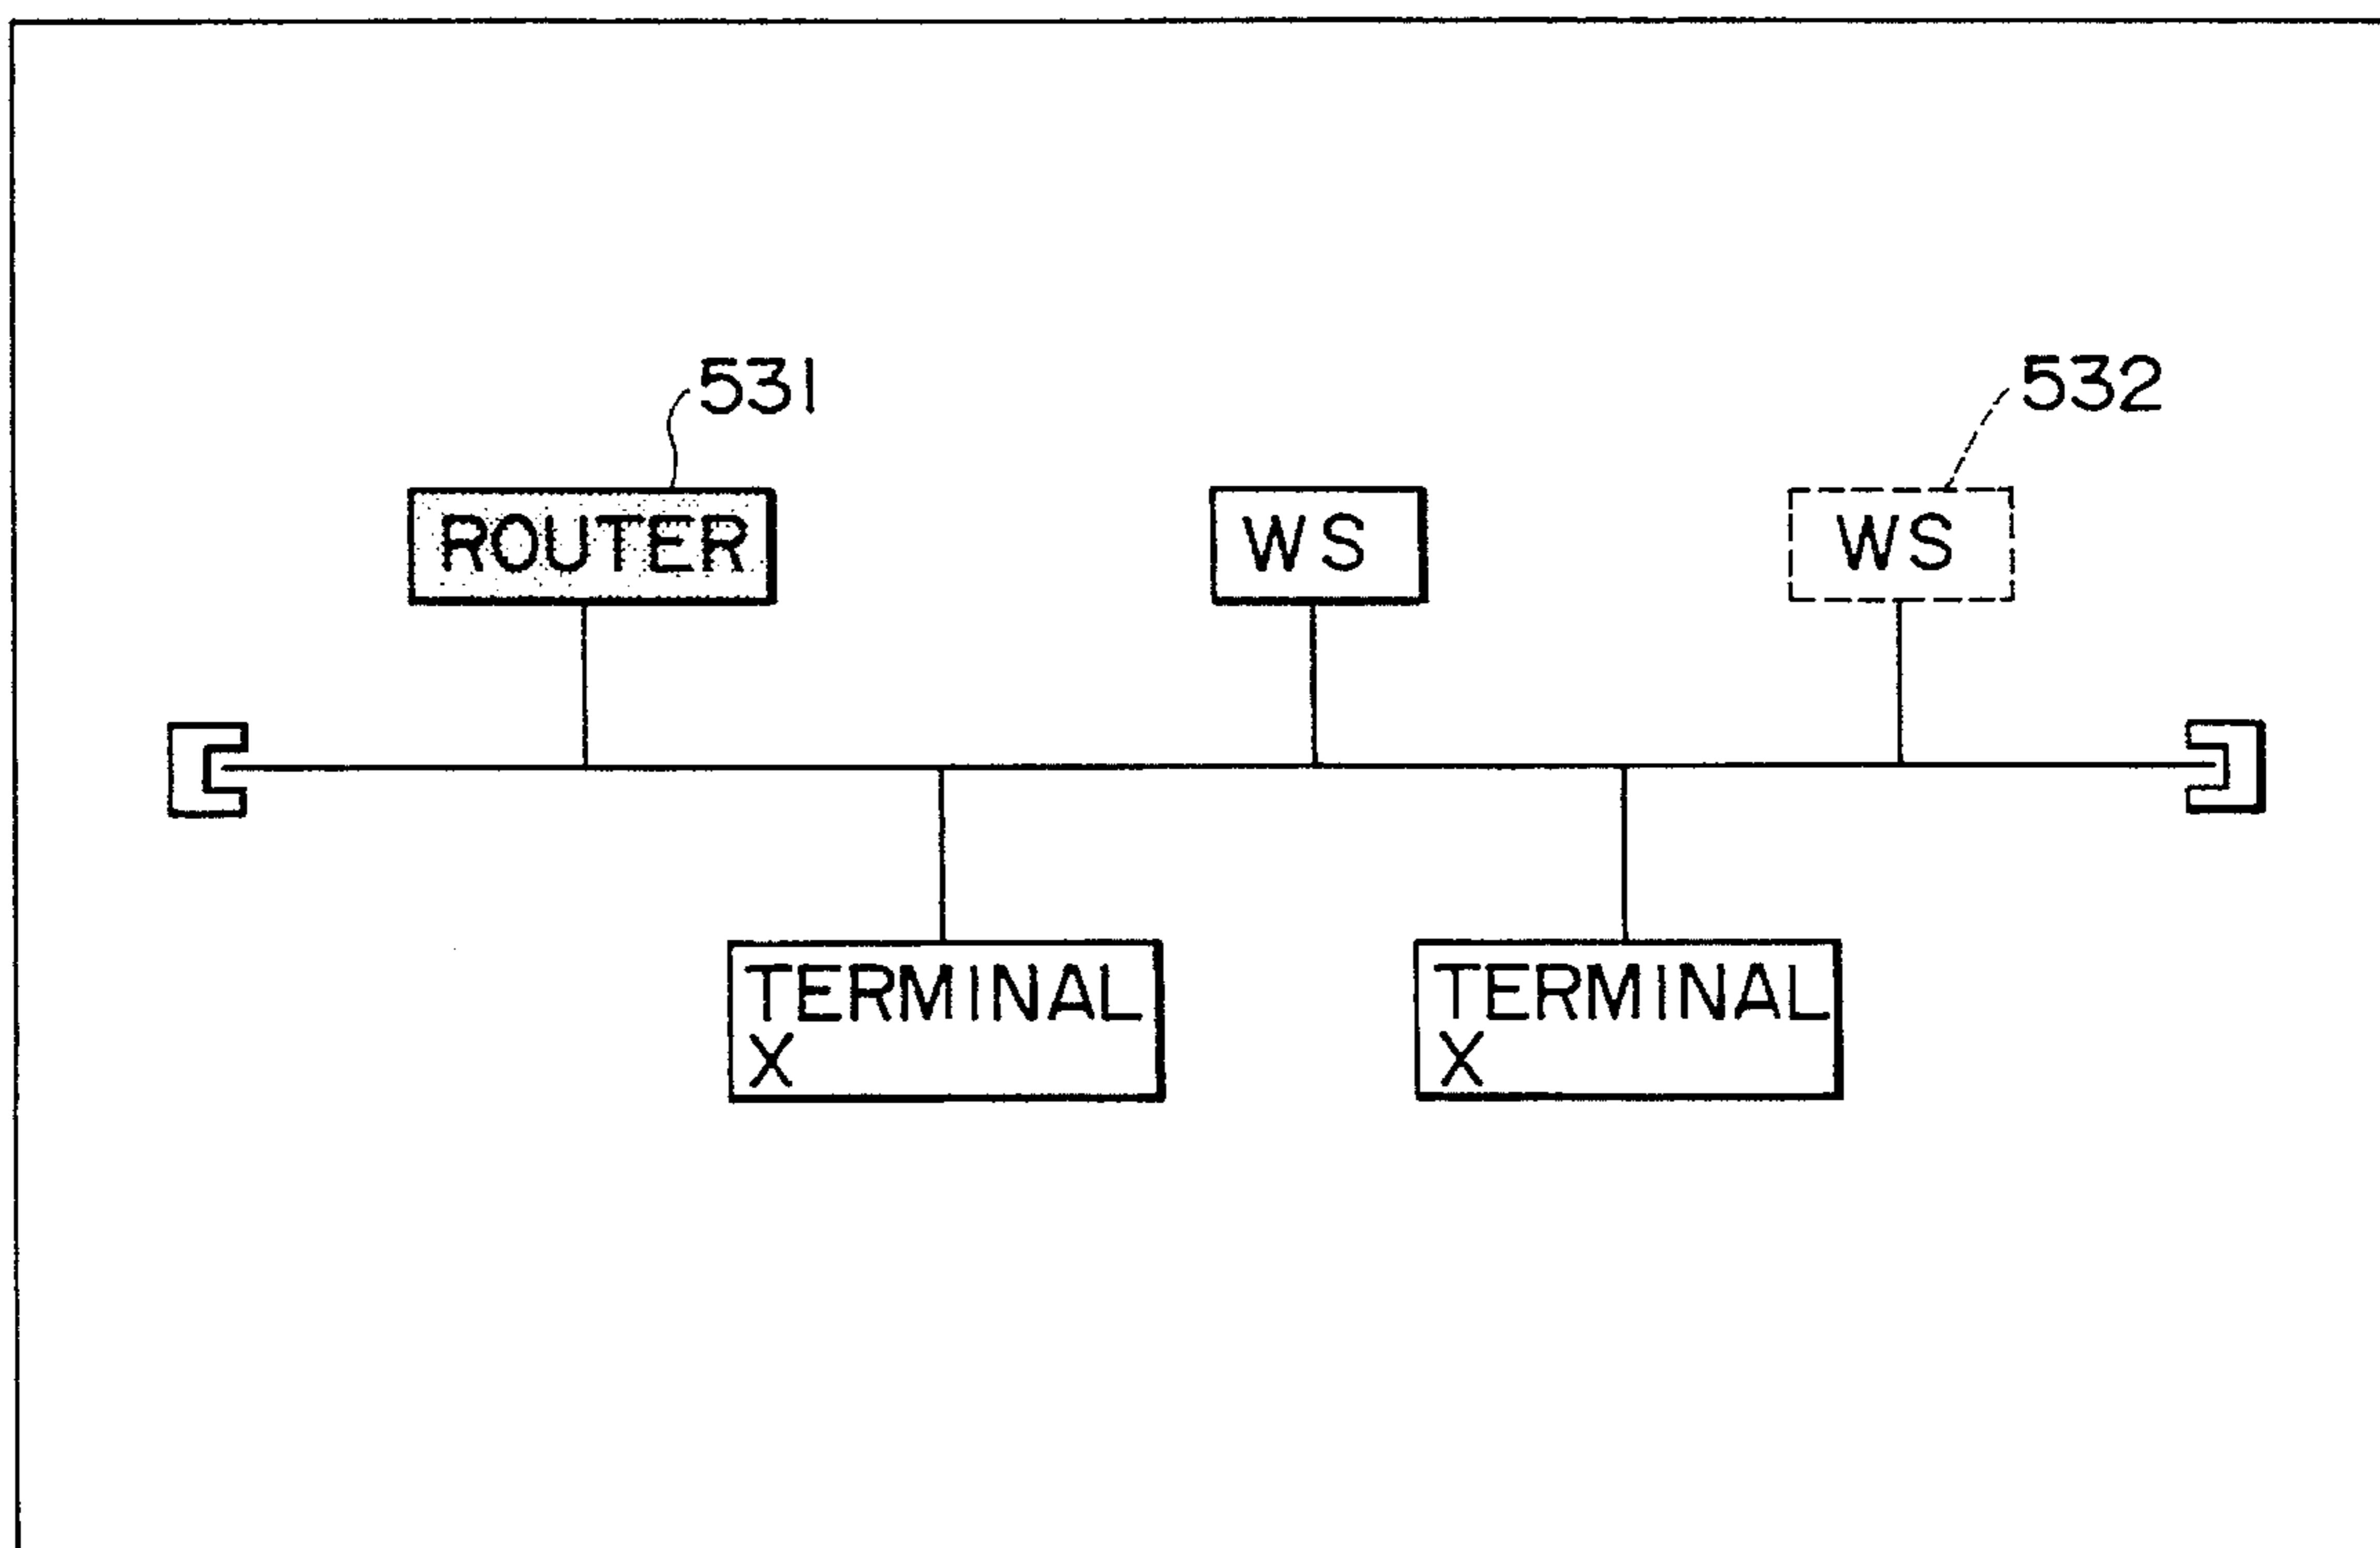 531
532
ROUTER
WS
WS
TERMINAL
X
TERMINAL
X